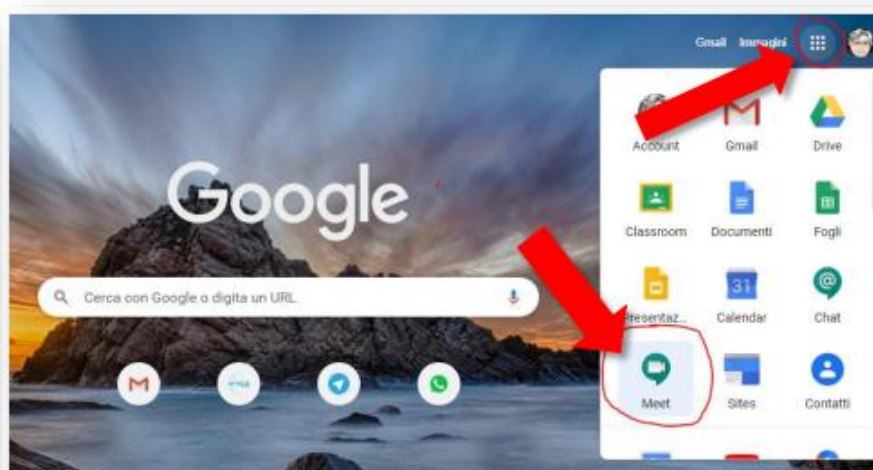 Gmail Immagini
Account Gmail Drive
Google
Classroom Documenti Fogli
Cerca con Google o digita un URL
31
Presentaz... Calendar Chat
Meet Sites Contatti